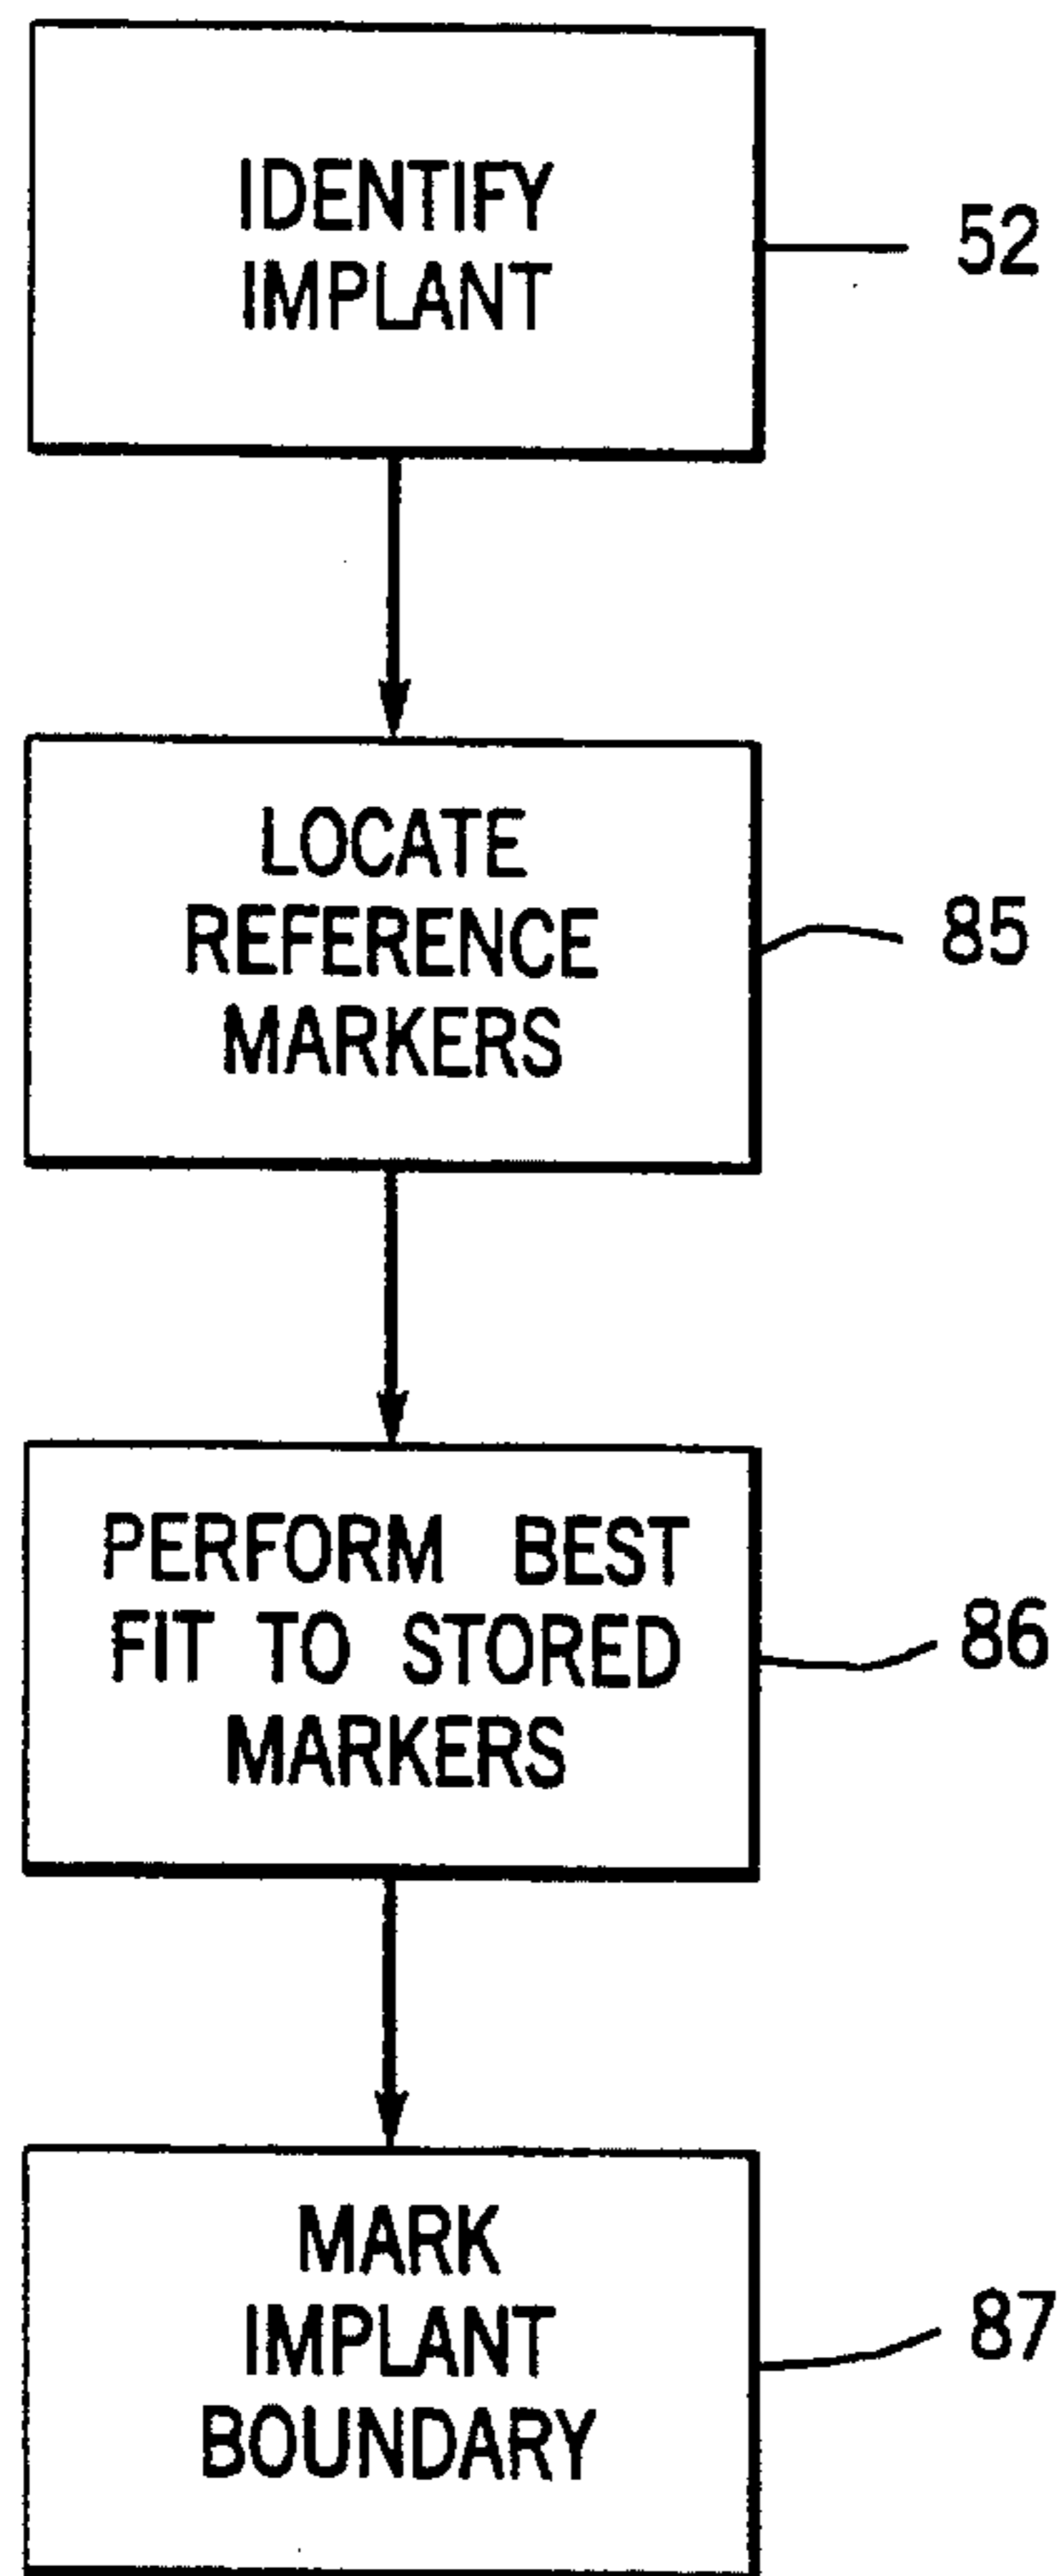 IDENTIFY
IMPLANT
52
LOCATE
REFERENCE
MARKERS
85
PERFORM BEST
FIT TO STORED
MARKERS
86
MARK
IMPLANT
BOUNDARY
87